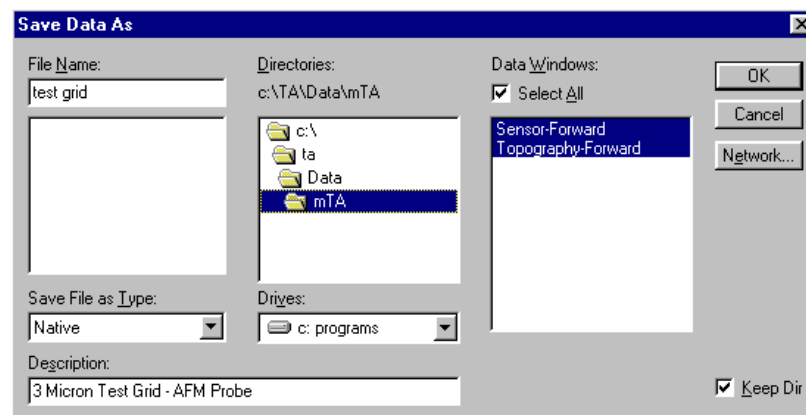 Save Data As
File Name:
test grid
Directories:
c:\TA\Data\mTA
c:\
ta
Data
mTA
Data Windows:
Select All
Sensor-Forward
Topography-Forward
OK
Cancel
Network...
Save File as Type:
Native
Drives:
c: programs
Description:
3 Micron Test Grid - AFM Probe
Keep Dir